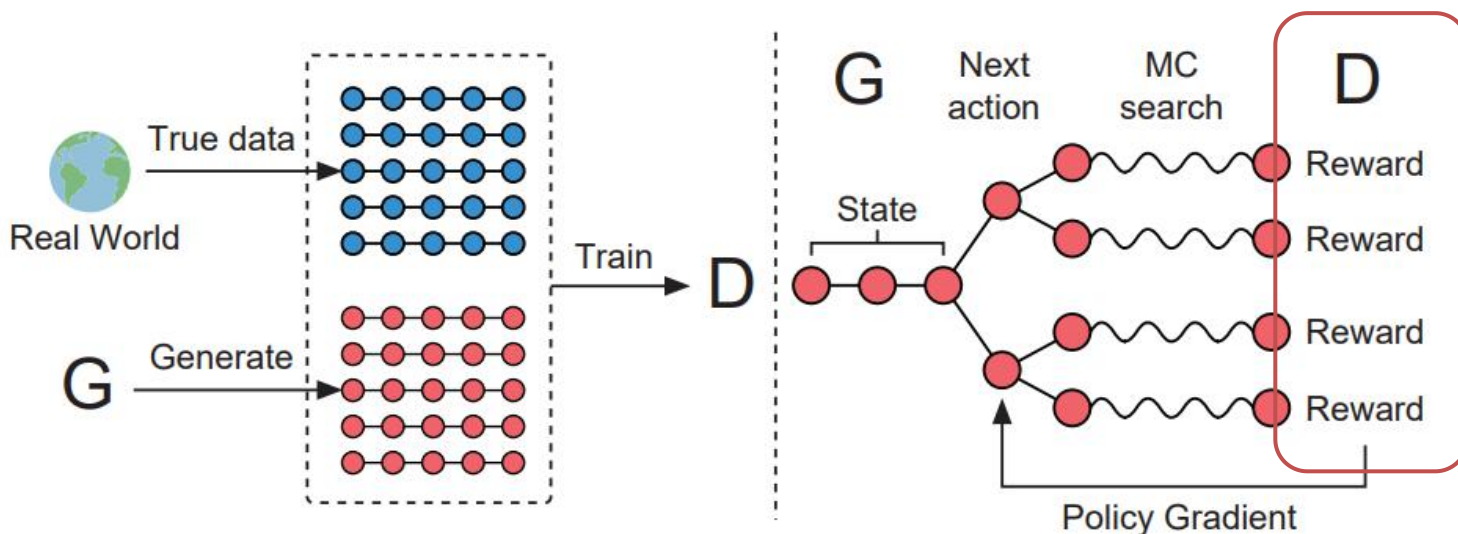 True data
Real World
G
Generate
Train
D
G
Next
action
MC
search
D
State
Reward
Reward
Reward
Reward
Policy Gradient